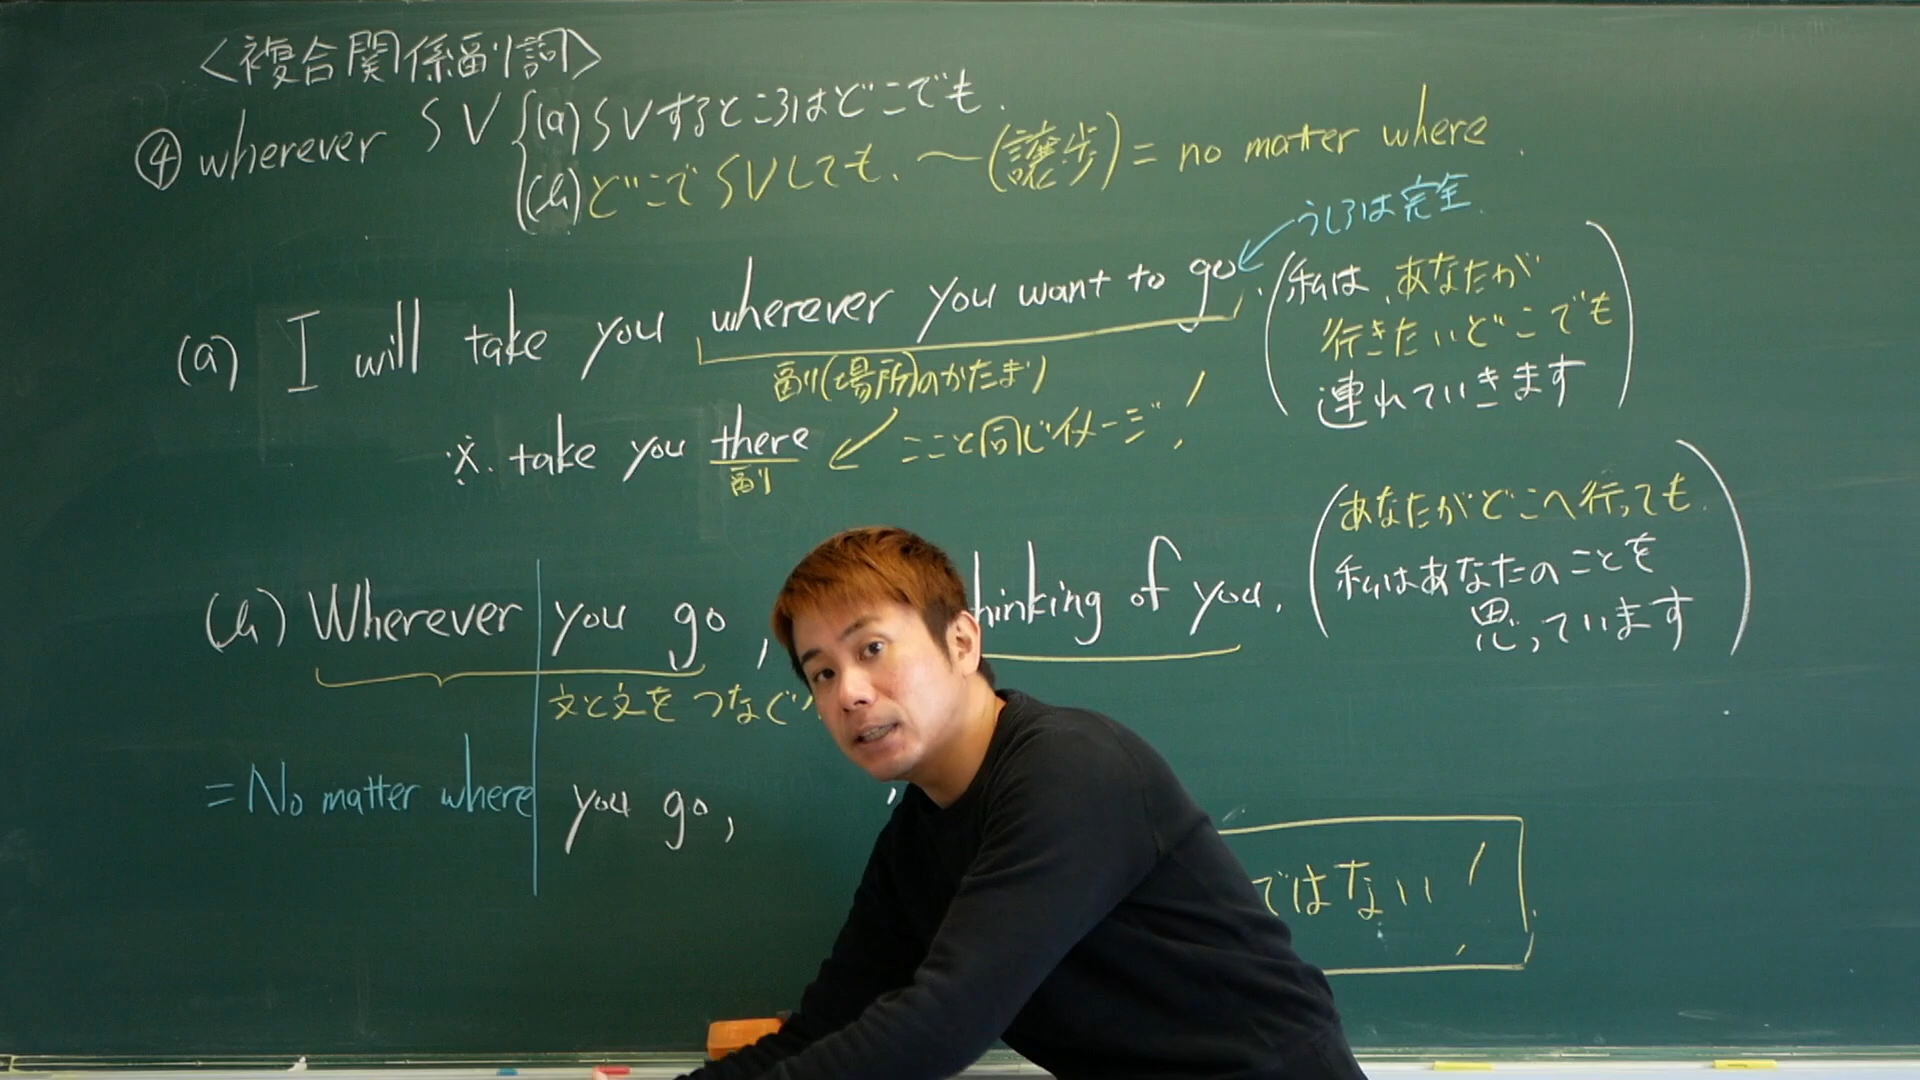 <複合関係副詞>
④ wherever SV {(a) SVするところはどこでも.
(b) どこでSVしても、〜(譲歩) = no matter where.
うしろは完全.
(a) I will take you wherever you want to go.
副(場所)のかたまり
(私は、あなたが
行きたいどこでも
連れていきます)
※. take you there
副
ここと同じイメージ!
(b) Wherever you go, thinking of you.
文と文をつなぐ
(あなたがどこへ行っても.
私はあなたのことを
思っています)
= No matter where you go,
ではない!